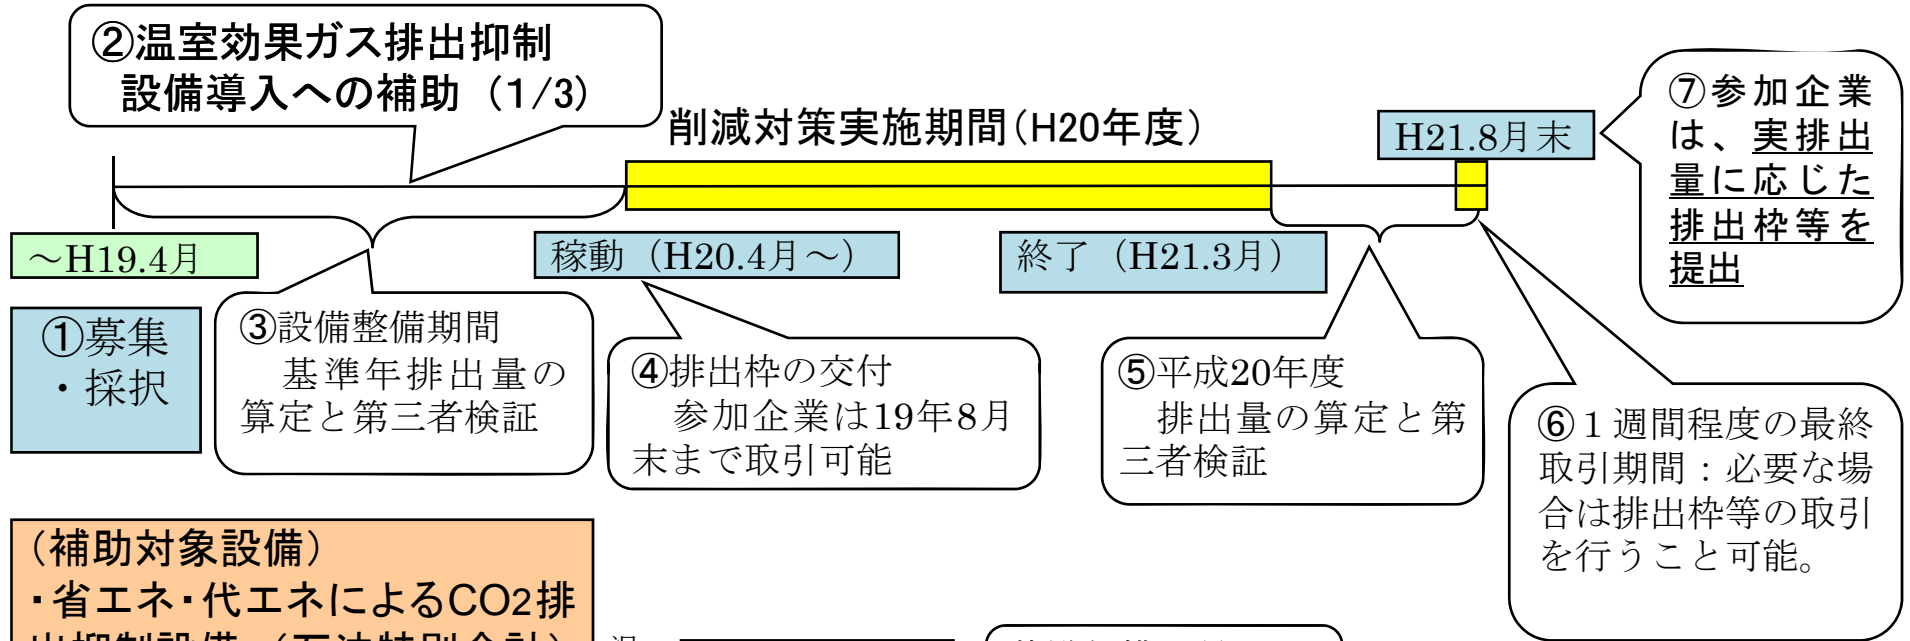 ②温室効果ガス排出抑制
設備導入への補助（1/3）
削減対策実施期間（H20年度）
H21.8月末
⑦参加企業
は、実排出
量に応じた
排出枠等を
提出
～H19.4月
稼動（H20.4月～）
終了（H21.3月）
①募集
・採択
③設備整備期間
基準年排出量の
算定と第三者検証
④排出枠の交付
参加企業は19年8月
末まで取引可能
⑤平成20年度
排出量の算定と第
三者検証
⑥１週間程度の最終
取引期間：必要な場
合は排出枠等の取引
を行うこと可能。
（補助対象設備）
・省エネ・代エネによるCO2排